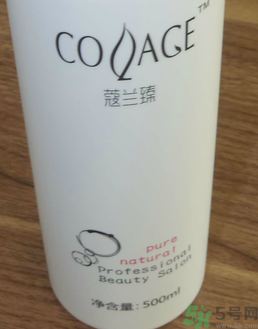 COLAGE™
蔻兰臻
pure
natural
Professional
Beauty Salon
净含量: 500ml
5号网